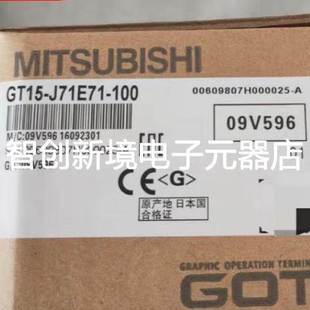 MITSUBISHI
GT15-J71E71-100
00609807H000025-A
M/C:09V596 16092301
09V596
智创新境电子元器店
CE <G>
原产地 日本国
合格证
GRAPHIC OPERATION TERMIN
GOT